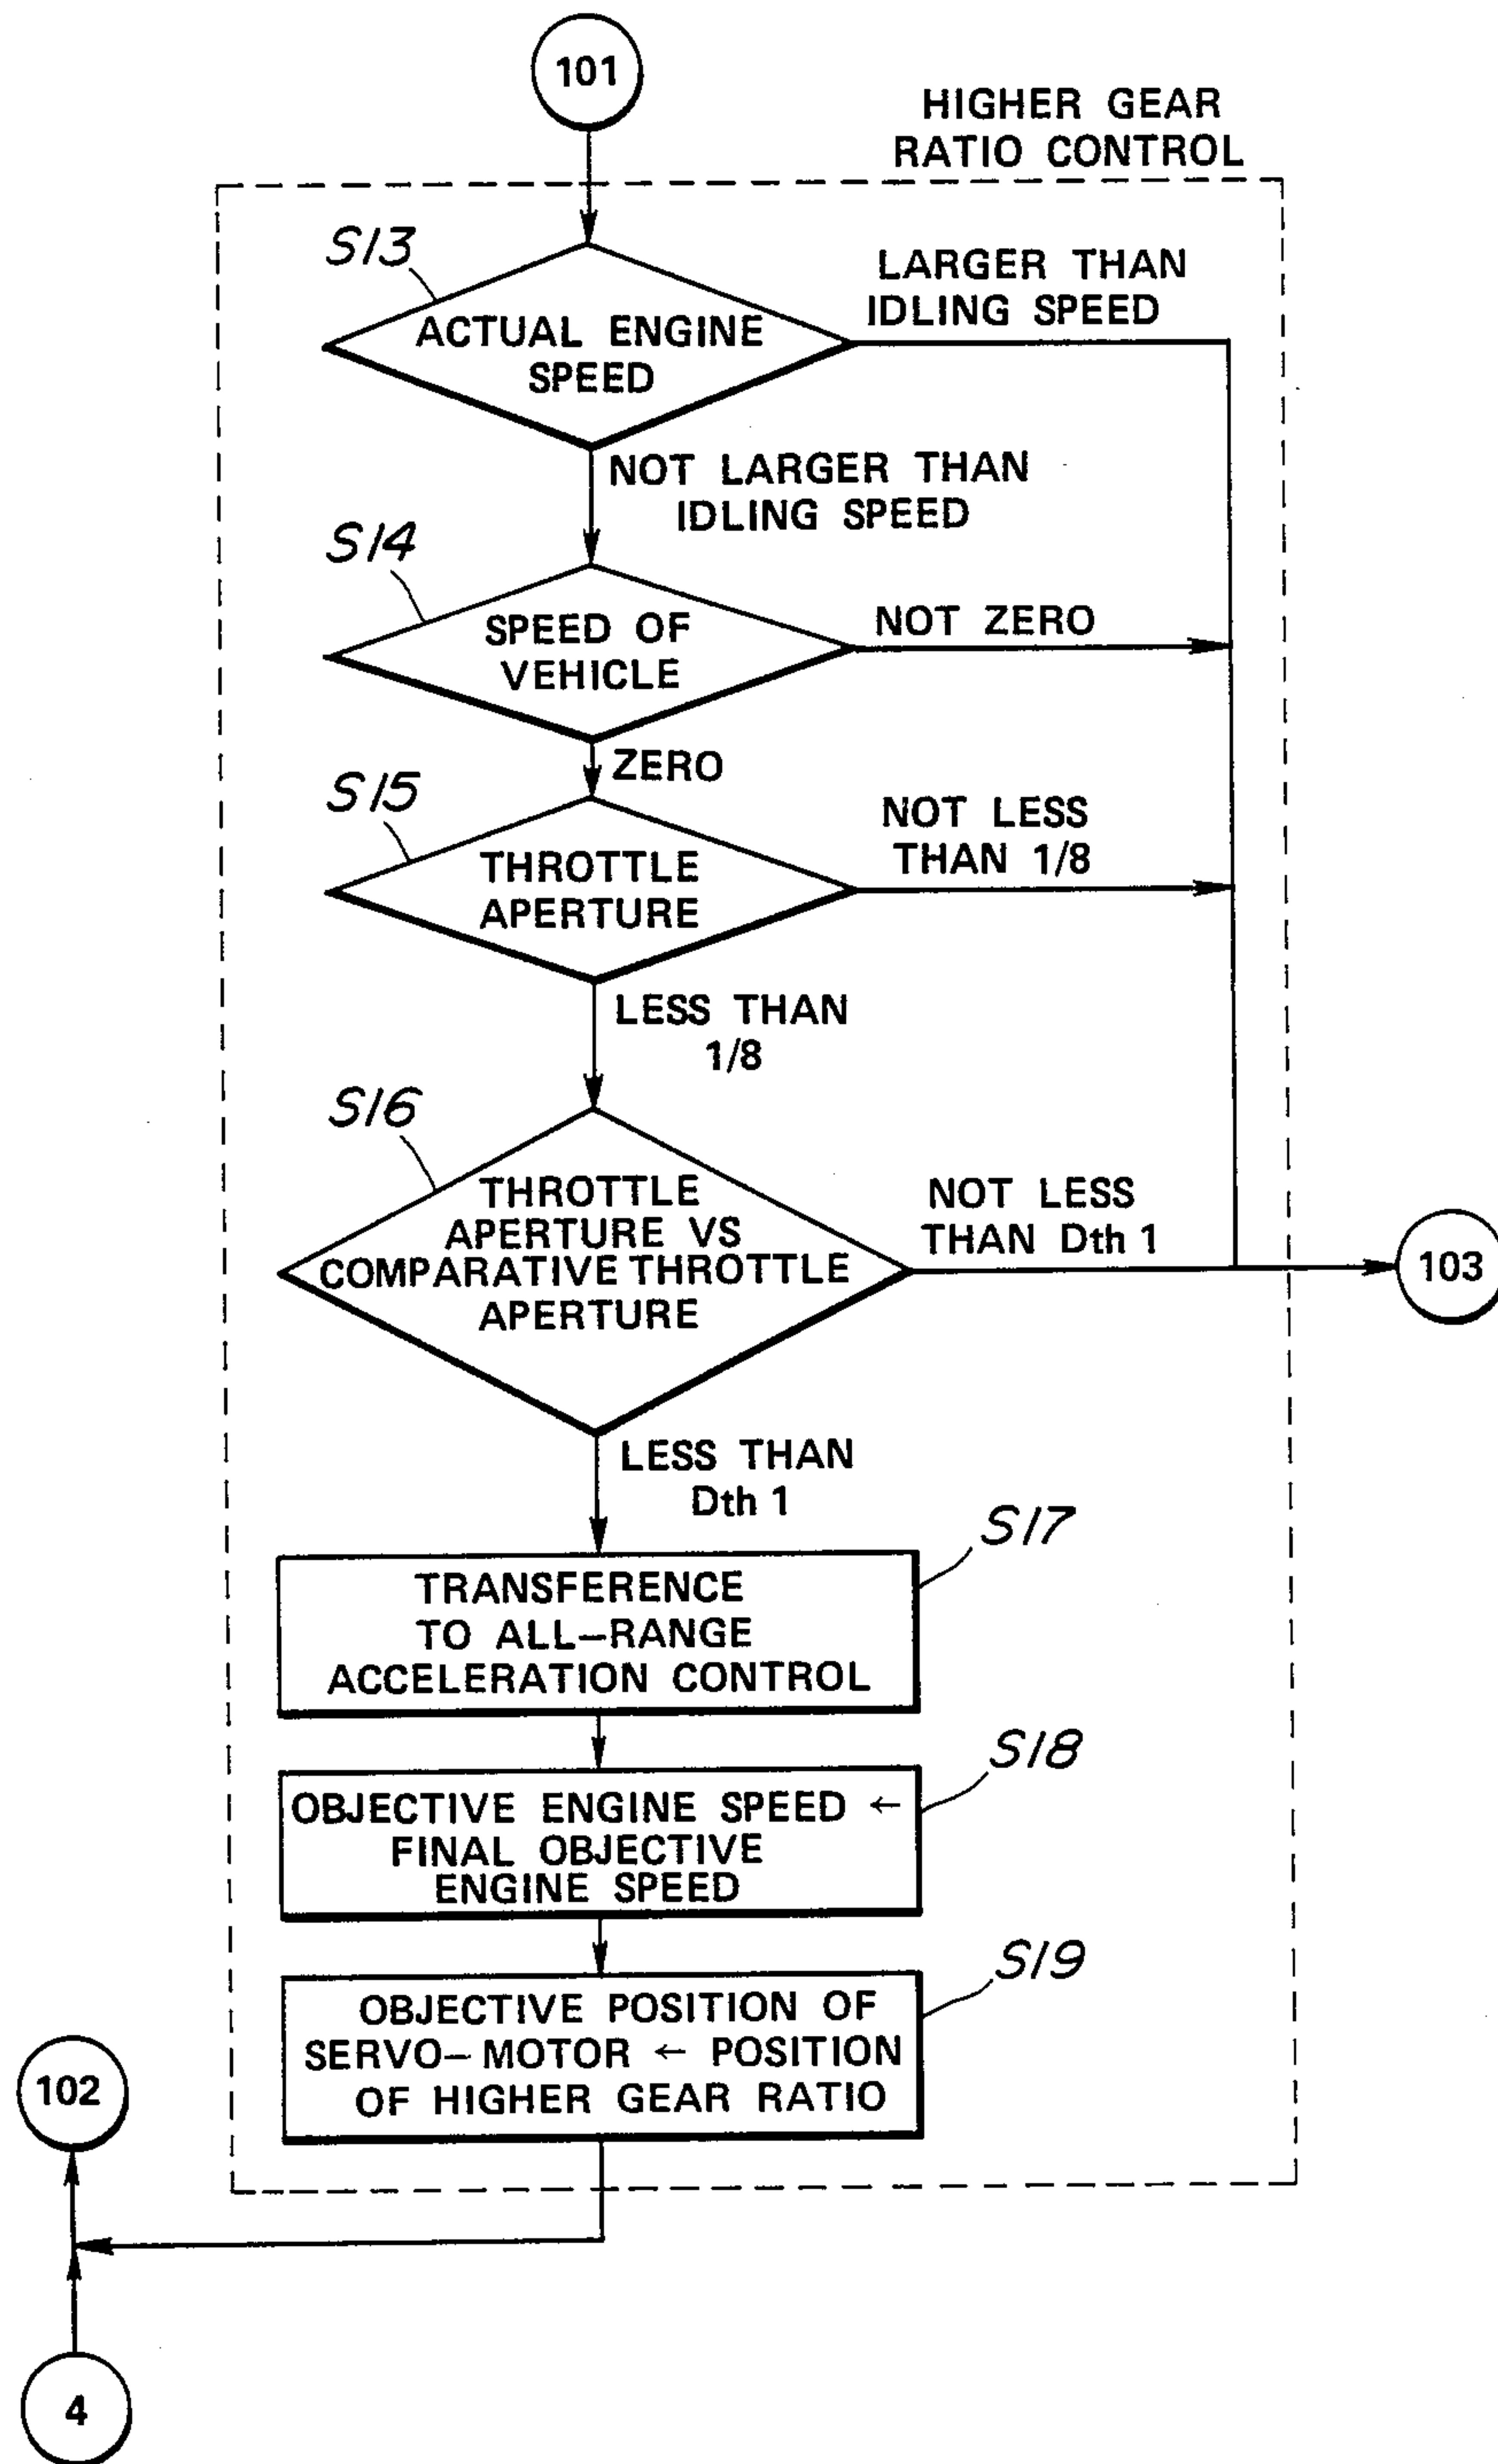 101
HIGHER GEAR
RATIO CONTROL
S13
ACTUAL ENGINE
SPEED
LARGER THAN
IDLING SPEED
NOT LARGER THAN
IDLING SPEED
S14
SPEED OF
VEHICLE
NOT ZERO
ZERO
S15
THROTTLE
APERTURE
NOT LESS
THAN 1/8
LESS THAN
1/8
S16
THROTTLE
APERTURE VS
COMPARATIVE THROTTLE
APERTURE
NOT LESS
THAN Dth 1
103
LESS THAN
Dth 1
S17
TRANSFERENCE
TO ALL-RANGE
ACCELERATION CONTROL
S18
OBJECTIVE ENGINE SPEED ←
FINAL OBJECTIVE
ENGINE SPEED
S19
OBJECTIVE POSITION OF
SERVO-MOTOR ← POSITION
OF HIGHER GEAR RATIO
102
4